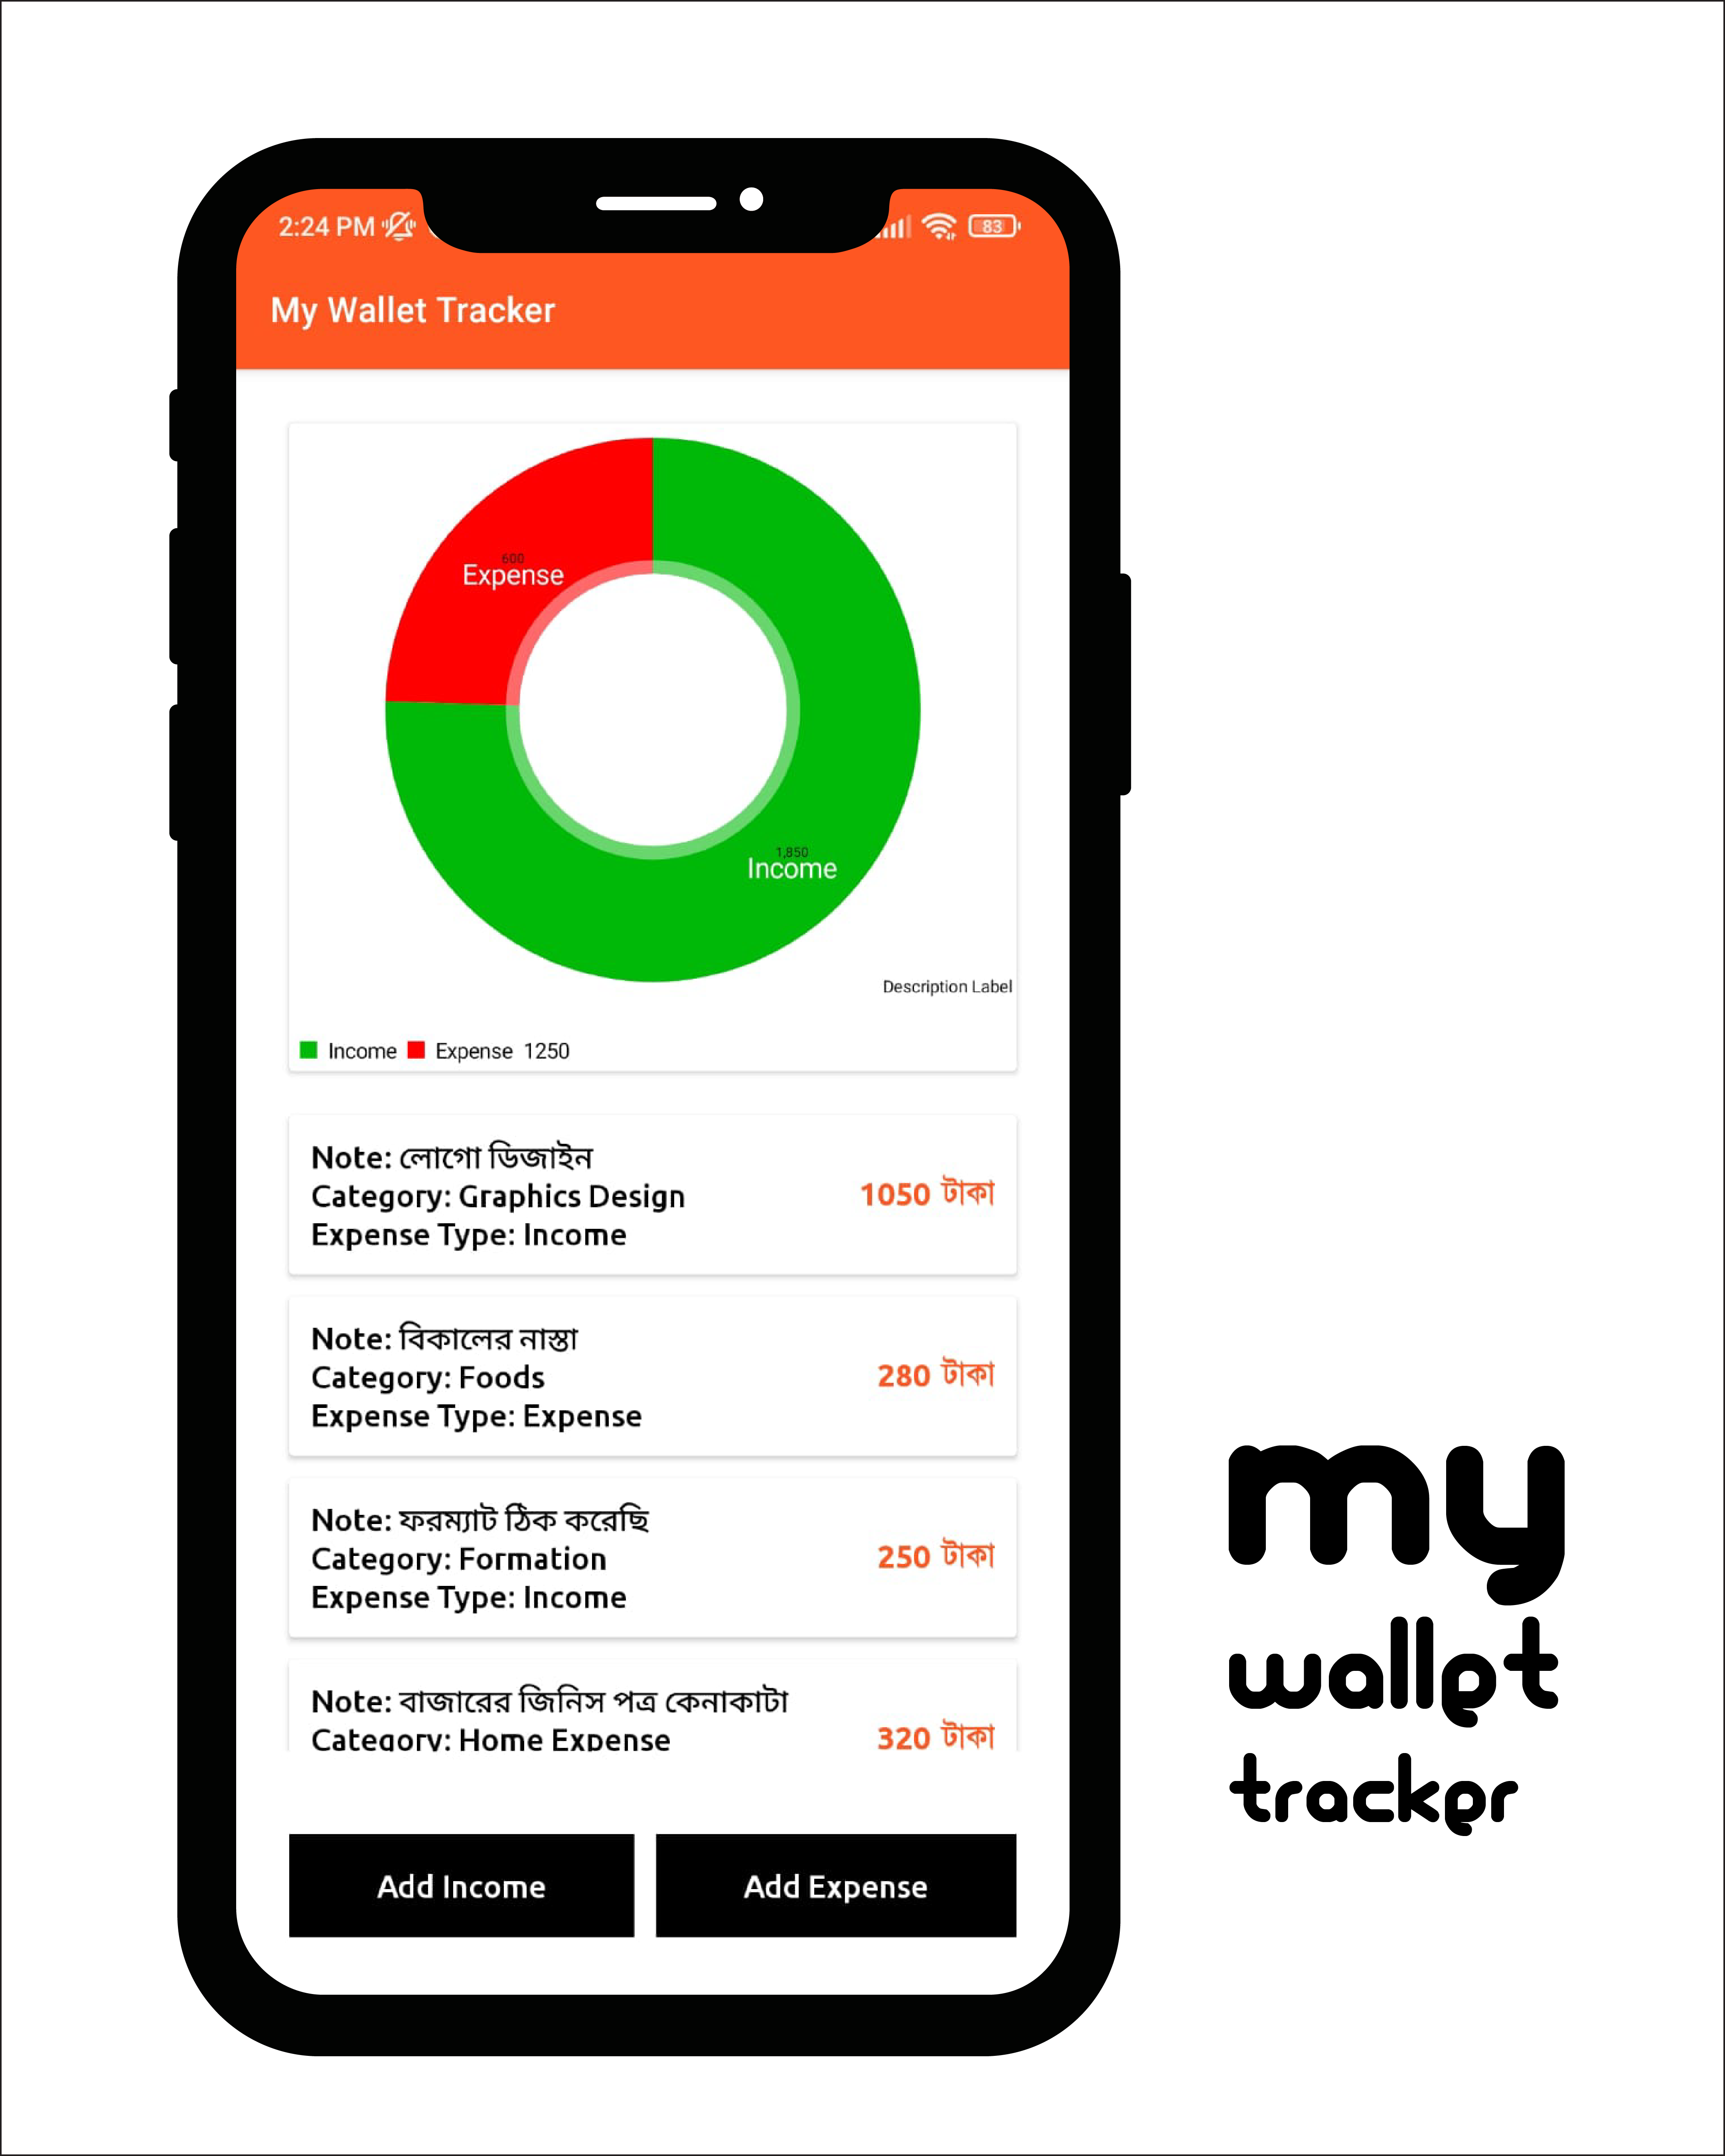 2:24 PM
83
My Wallet Tracker
600
Expense
1,850
Income
Description Label
Income Expense 1250
Note: লোগো ডিজাইন
Category: Graphics Design
Expense Type: Income
1050 টাকা
Note: বিকালের নাস্তা
Category: Foods
Expense Type: Expense
280 টাকা
Note: ফরম্যাট ঠিক করেছি
Category: Formation
Expense Type: Income
250 টাকা
Note: বাজারের জিনিস পত্র কেনাকাটা
Category: Home Expense
320 টাকা
Add Income
Add Expense
my
wallet
tracker